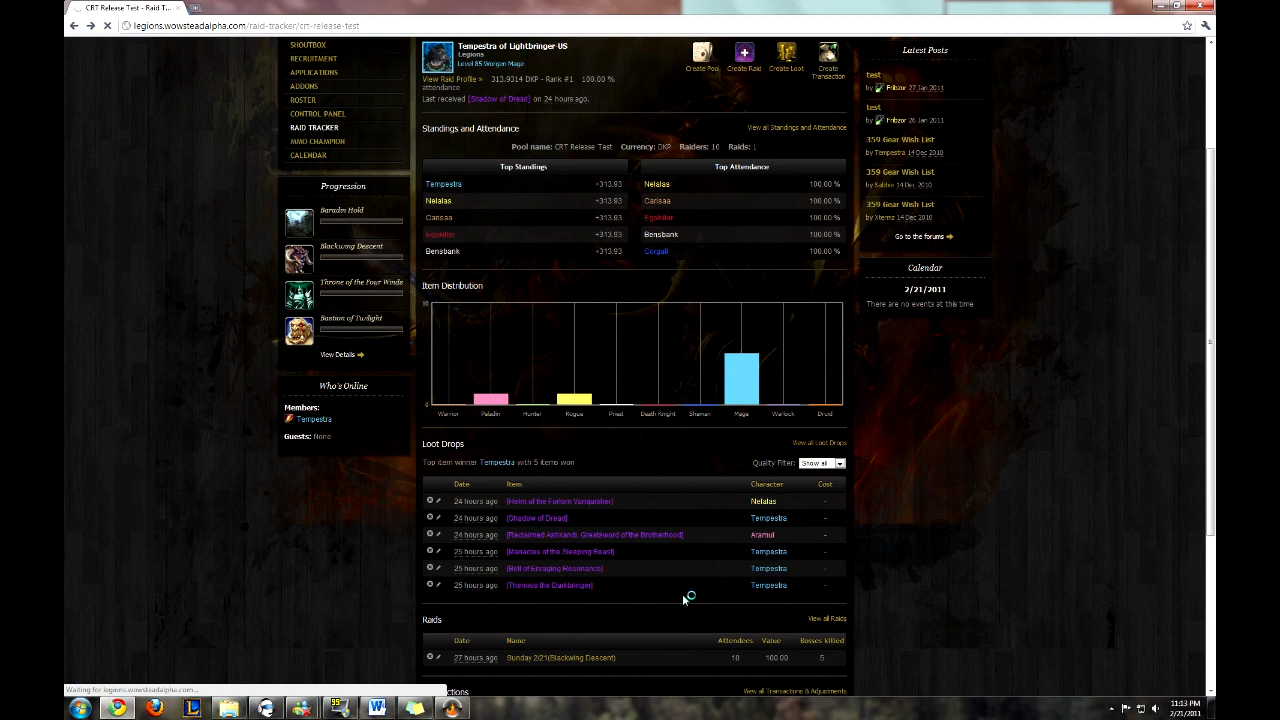 CRT Release Test - Raid T...
legions.wowsteadalpha.com/raid-tracker/crt-release-test
SHOUTBOX
RECRUITMENT
APPLICATIONS
ADDONS
ROSTER
CONTROL PANEL
RAID TRACKER
MMO CHAMPION
CALENDAR
Progression
Baradin Hold
Blackwing Descent
Throne of the Four Winds
Bastion of Twilight
View Details
Who's Online
Members:
Tempestra
Guests: None
Tempestra of Lightbringer-US
Legions
Level 85 Worgen Mage
View Raid Profile » 313.9314 DKP - Rank #1 100.00 %
attendance
Last received [Shadow of Dread] on 24 hours ago.
Create Pool
Create Raid
Create Loot
Create
Transaction
Standings and Attendance
View all Standings and Attendance
Pool name: CRT Release Test Currency: DKP Raiders: 10 Raids: 1
Top Standings Top Attendance
Tempestra +313.93 Nelalas 100.00 %
Nelalas +313.93 Carisaa 100.00 %
Carisaa +313.93 Egokiller 100.00 %
Egokiller +313.93 Bensbank 100.00 %
Bensbank +313.93 Corgall 100.00 %
Item Distribution
10
0
Warrior Paladin Hunter Rogue Priest Death Knight Shaman Mage Warlock Druid
Loot Drops
View all Loot Drops
Top item winner Tempestra with 5 items won
Quality Filter: Show all
Date Item Character Cost
24 hours ago [Helm of the Forlorn Vanquisher] Nelalas -
24 hours ago [Shadow of Dread] Tempestra -
24 hours ago [Reclaimed Ashkandi, Greatsword of the Brotherhood] Aramul -
25 hours ago [Manacles of the Sleeping Beast] Tempestra -
25 hours ago [Bell of Enraging Resonance] Tempestra -
25 hours ago [Themios the Darkbringer] Tempestra -
Raids
View all Raids
Date Name Attendees Value Bosses killed
27 hours ago Sunday 2/21(Blackwing Descent) 10 100.00 5
View all Transactions & Adjustments
Latest Posts
test
by Fribzor 27 Jan 2011
test
by Fribzor 26 Jan 2011
359 Gear Wish List
by Tempestra 14 Dec 2010
359 Gear Wish List
by Sabbie 14 Dec 2010
359 Gear Wish List
by Xtermz 14 Dec 2010
Go to the forums
Calendar
2/21/2011
There are no events at this time
Waiting for legions.wowsteadalpha.com...
99
11:13 PM
2/21/2011